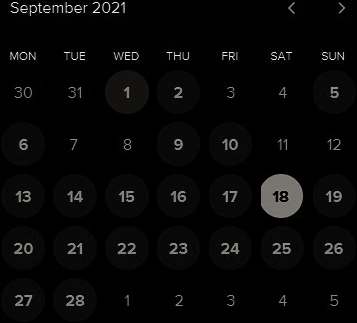 September 2021
MON TUE WED THU FRI SAT SUN
30 31 1 2 3 4 5
6 7 8 9 10 11 12
13 14 15 16 17 18 19
20 21 22 23 24 25 26
27 28 1 2 3 4 5